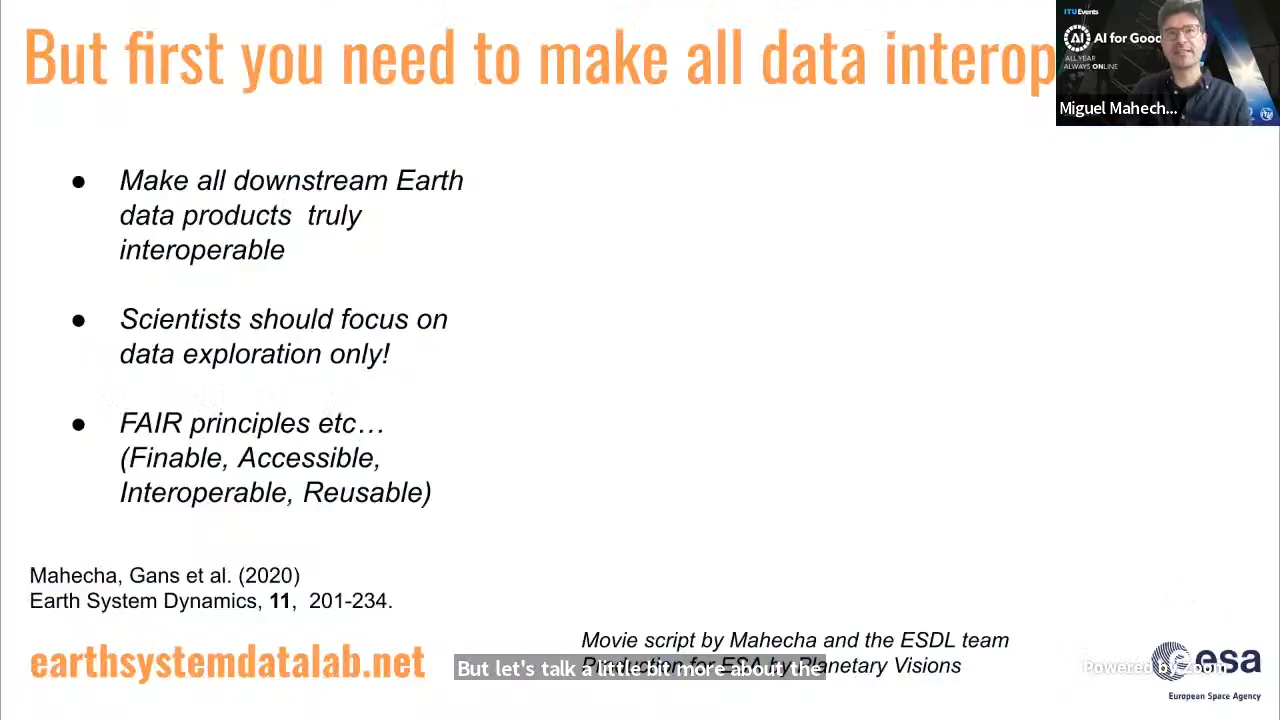 But first you need to make all data interop
ITUEvents
AI
AI for Good
ALL YEAR
ALWAYS ONLINE
Miguel Mahech...
● Make all downstream Earth
data products truly
interoperable
● Scientists should focus on
data exploration only!
● FAIR principles etc…
(Finable, Accessible,
Interoperable, Reusable)
Mahecha, Gans et al. (2020)
Earth System Dynamics, 11, 201-234.
earthsystemdatalab.net
Movie script by Mahecha and the ESDL team
Production for ESA by Planetary Visions
But let's talk a little bit more about the
Powered by Zoom
esa
European Space Agency